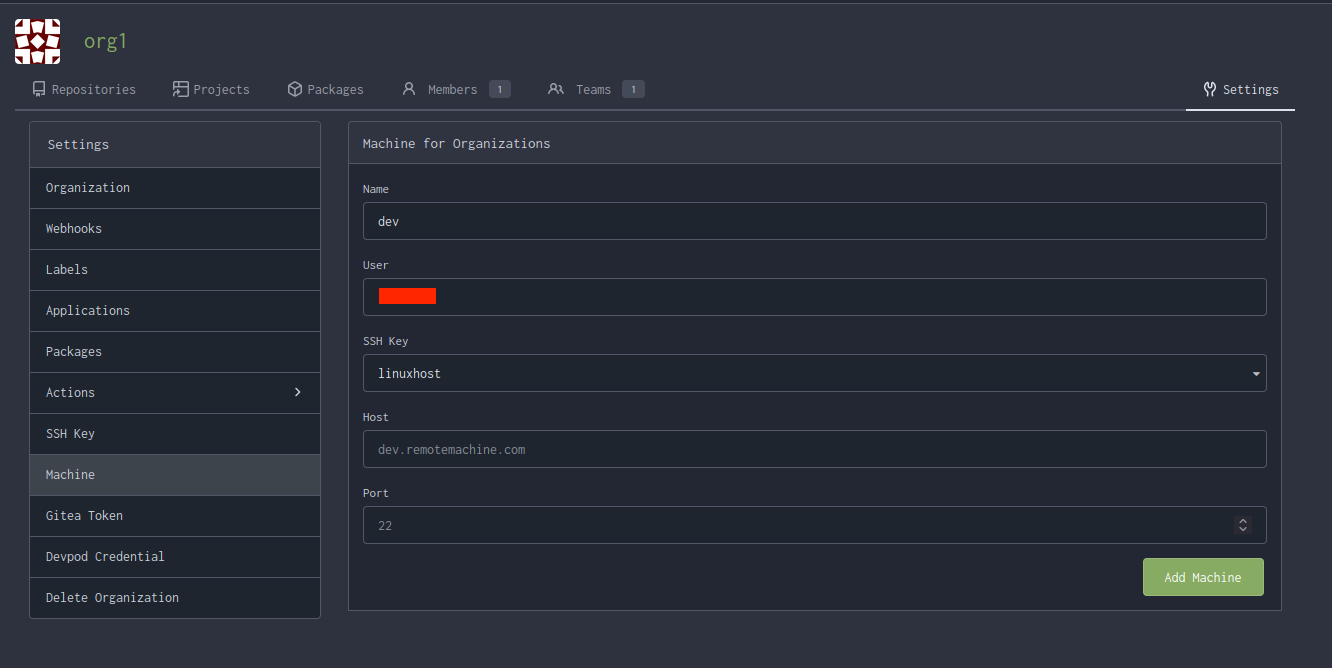 org1
Repositories Projects Packages Members 1 Teams 1 Settings
Settings
Organization
Webhooks
Labels
Applications
Packages
Actions
SSH Key
Machine
Gitea Token
Devpod Credential
Delete Organization
Machine for Organizations
Name
dev
User
SSH Key
linuxhost
Host
dev.remotemachine.com
Port
22
Add Machine